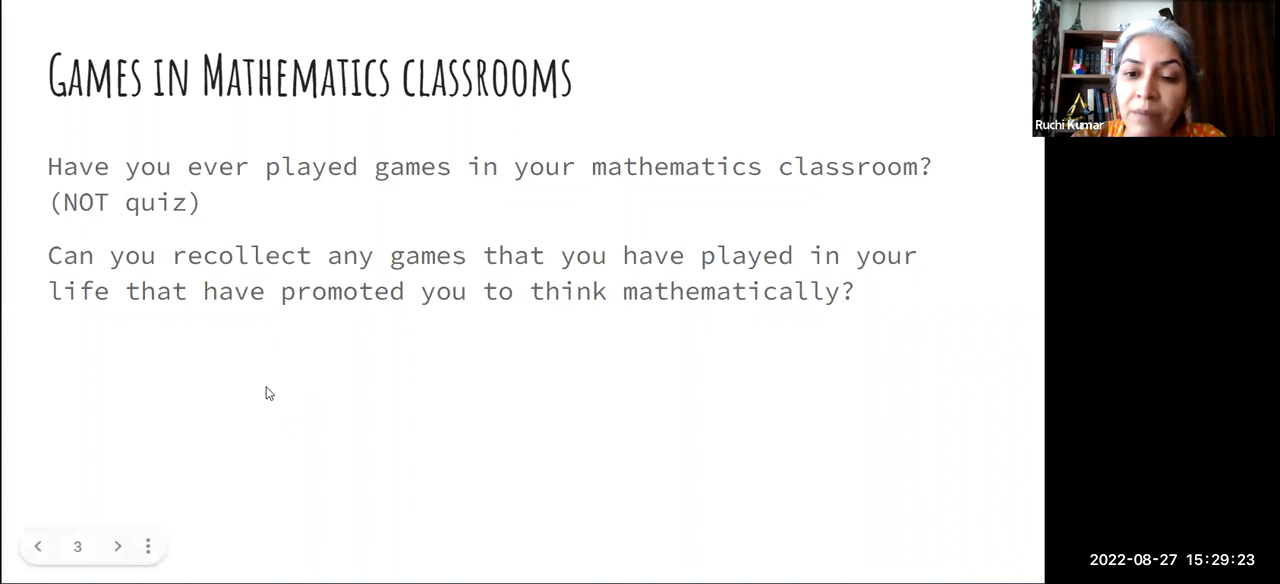 Games in Mathematics classrooms
Have you ever played games in your mathematics classroom?
(NOT quiz)
Can you recollect any games that you have played in your
life that have promoted you to think mathematically?
Ruchi Kumar
3
2022-08-27 15:29:23